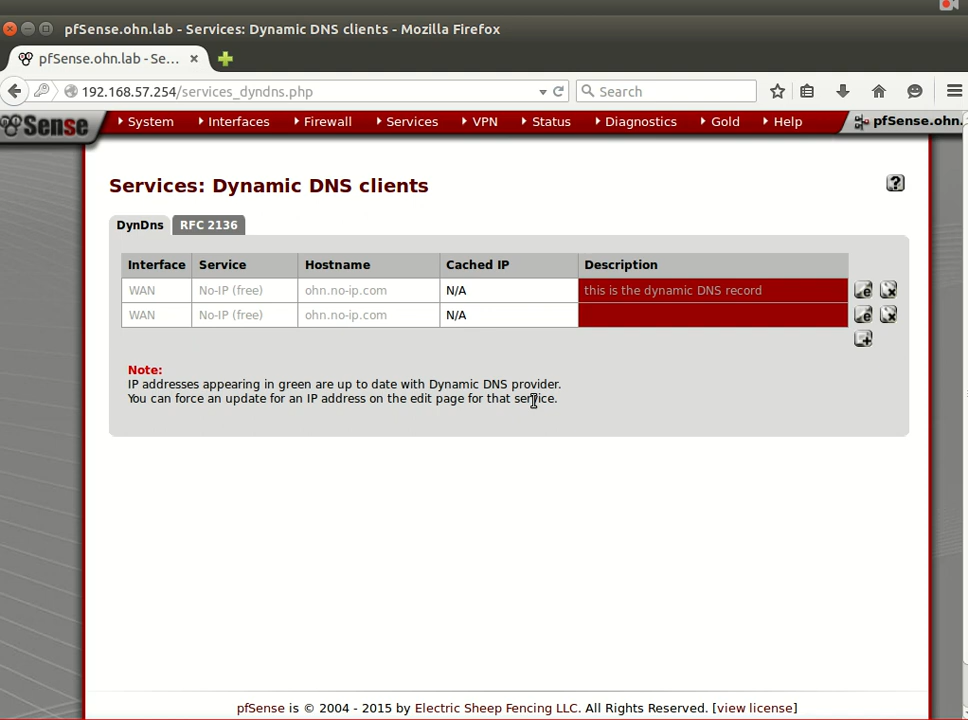 pfSense.ohn.lab - Services: Dynamic DNS clients - Mozilla Firefox
pfSense.ohn.lab - Se...
192.168.57.254/services_dyndns.php
Search
Sense
System Interfaces Firewall Services VPN Status Diagnostics Gold Help pfSense.ohn.
Services: Dynamic DNS clients
?
DynDns RFC 2136
Interface Service Hostname Cached IP Description
WAN No-IP (free) ohn.no-ip.com N/A this is the dynamic DNS record
WAN No-IP (free) ohn.no-ip.com N/A
Note:
IP addresses appearing in green are up to date with Dynamic DNS provider.
You can force an update for an IP address on the edit page for that service.
pfSense is © 2004 - 2015 by Electric Sheep Fencing LLC. All Rights Reserved. [view license]